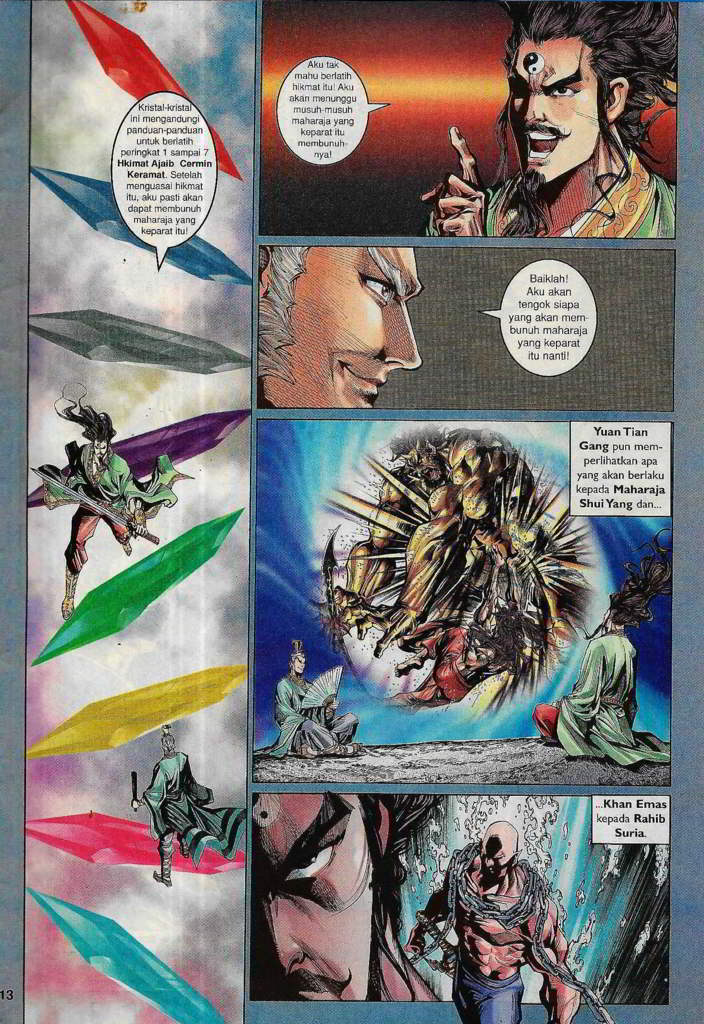 Kristal-kristal
ini mengandungi
panduan-panduan
untuk berlatih
peringkat 1 sampai 7
Hkimat Ajaib Cermin
Keramat. Setelah
menguasai hikmat
itu, aku pasti akan
dapat membunuh
maharaja yang
keparat itu!
Aku tak
mahu berlatih
hikmat itu! Aku
akan menunggu
musuh-musuh
maharaja yang
keparat itu
membunuh-
nya!
Baiklah!
Aku akan
tengok siapa
yang akan mem-
bunuh maharaja
yang keparat
itu nanti!
Yuan Tian
Gang pun mem-
perlihatkan apa
yang akan berlaku
kepada Maharaja
Shui Yang dan...
...Khan Emas
kepada Rahib
Suria.
13